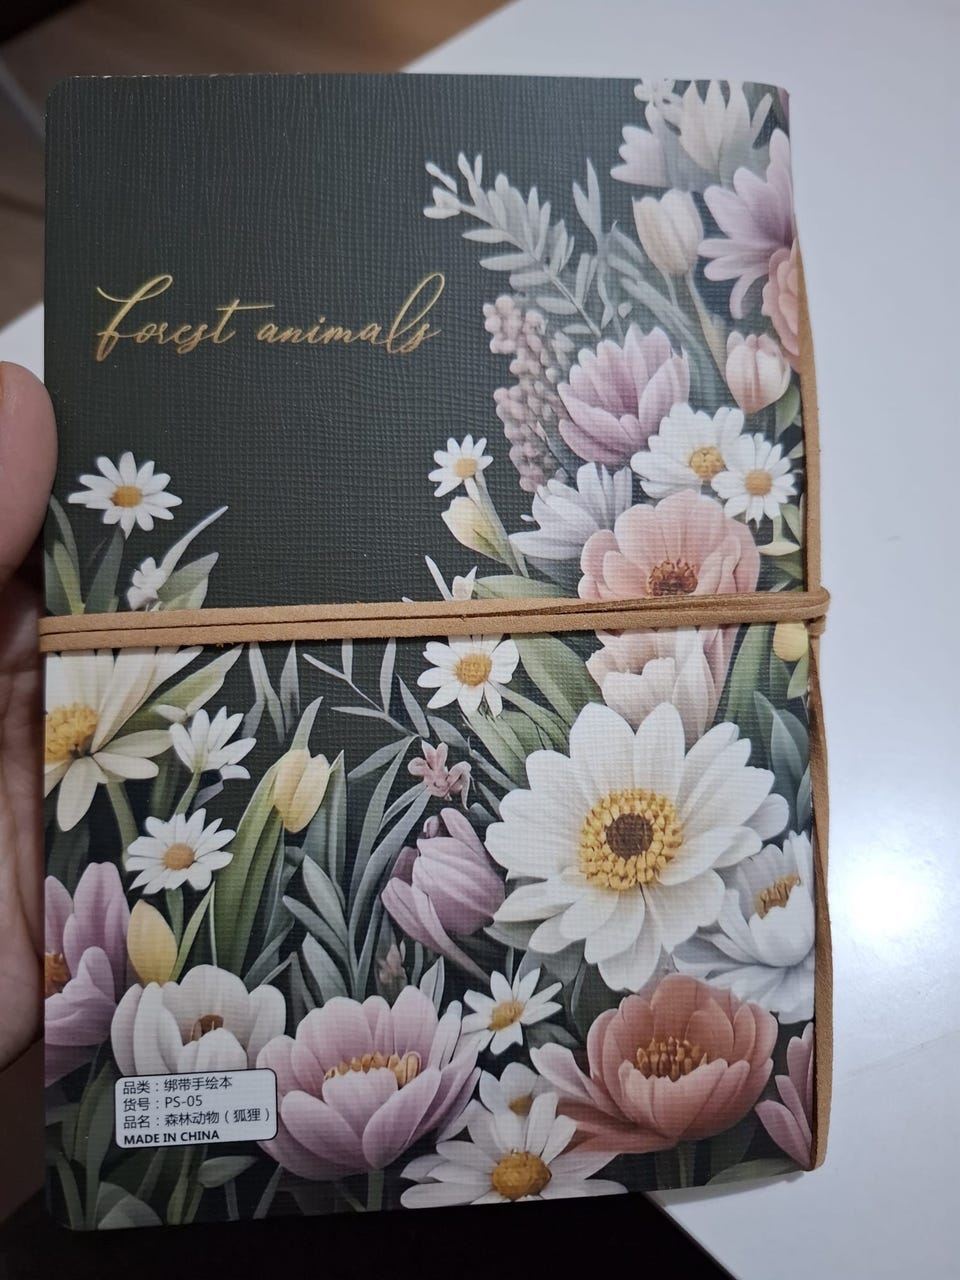 Forest animals
品类：绑带手绘本
货号：PS-05
品名：森林动物（狐狸）
MADE IN CHINA